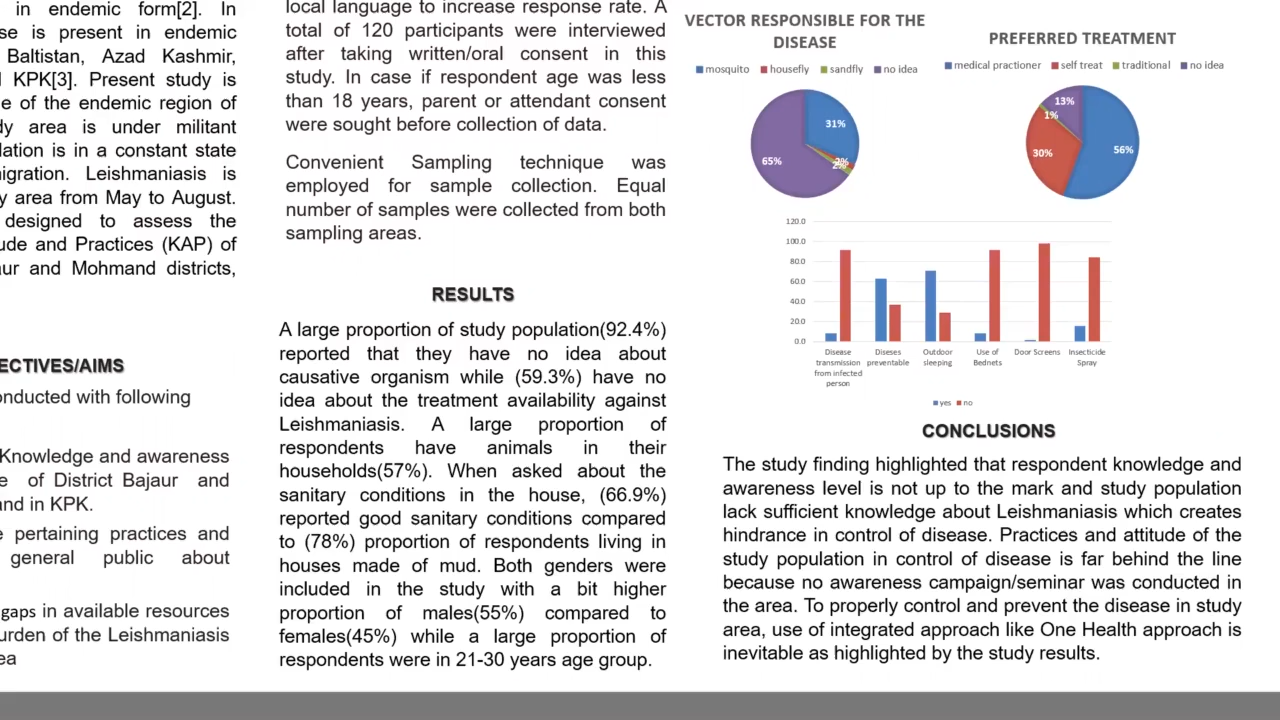 in endemic form[2]. In
se is present in endemic
Baltistan, Azad Kashmir,
KPK[3]. Present study is
e of the endemic region of
dy area is under militant
lation is in a constant state
nigration. Leishmaniasis is
y area from May to August.
designed to assess the
ude and Practices (KAP) of
aur and Mohmand districts,
ECTIVES/AIMS
onducted with following
Knowledge and awareness
e of District Bajaur and
and in KPK.
e pertaining practices and
general public about
gaps in available resources
urden of the Leishmaniasis
ea
local language to increase response rate. A
total of 120 participants were interviewed
after taking written/oral consent in this
study. In case if respondent age was less
than 18 years, parent or attendant consent
were sought before collection of data.
Convenient Sampling technique was
employed for sample collection. Equal
number of samples were collected from both
sampling areas.
RESULTS
A large proportion of study population(92.4%)
reported that they have no idea about
causative organism while (59.3%) have no
idea about the treatment availability against
Leishmaniasis. A large proportion of
respondents have animals in their
households(57%). When asked about the
sanitary conditions in the house, (66.9%)
reported good sanitary conditions compared
to (78%) proportion of respondents living in
houses made of mud. Both genders were
included in the study with a bit higher
proportion of males(55%) compared to
females(45%) while a large proportion of
respondents were in 21-30 years age group.
VECTOR RESPONSIBLE FOR THE
DISEASE
mosquito housefly sandfly no idea
31%
65%
2%
PREFERRED TREATMENT
medical practioner self treat traditional no idea
13%
1%
30%
56%
120.0
100.0
80.0
60.0
40.0
20.0
0.0
Disease
transmission
from infected
person
Diseses
preventable
Outdoor
sleeping
Use of
Bednets
Door Screens
Insecticide
Spray
yes no
CONCLUSIONS
The study finding highlighted that respondent knowledge and
awareness level is not up to the mark and study population
lack sufficient knowledge about Leishmaniasis which creates
hindrance in control of disease. Practices and attitude of the
study population in control of disease is far behind the line
because no awareness campaign/seminar was conducted in
the area. To properly control and prevent the disease in study
area, use of integrated approach like One Health approach is
inevitable as highlighted by the study results.